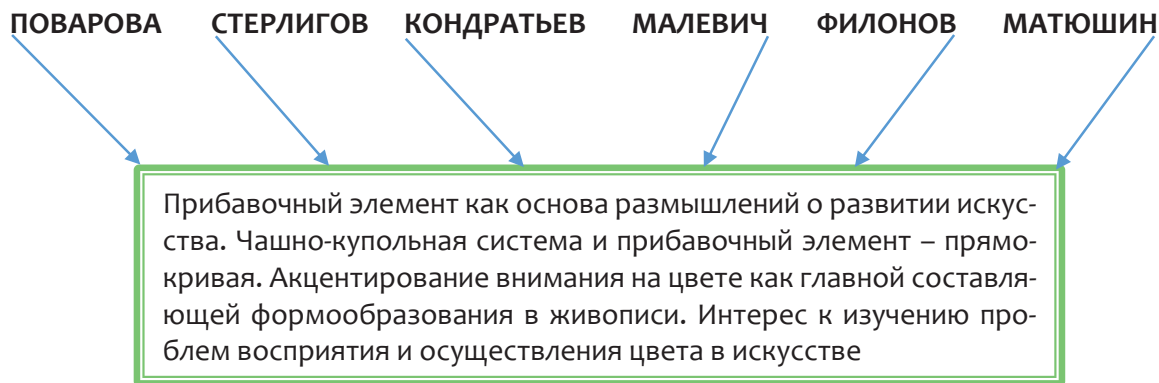 ПОВАРОВА СТЕРЛИГОВ КОНДРАТЬЕВ МАЛЕВИЧ ФИЛОНОВ МАТЮШИН
Прибавочный элемент как основа размышлений о развитии искус-
ства. Чашно-купольная система и прибавочный элемент – прямо-
кривая. Акцентирование внимания на цвете как главной составля-
ющей формообразования в живописи. Интерес к изучению про-
блем восприятия и осуществления цвета в искусстве